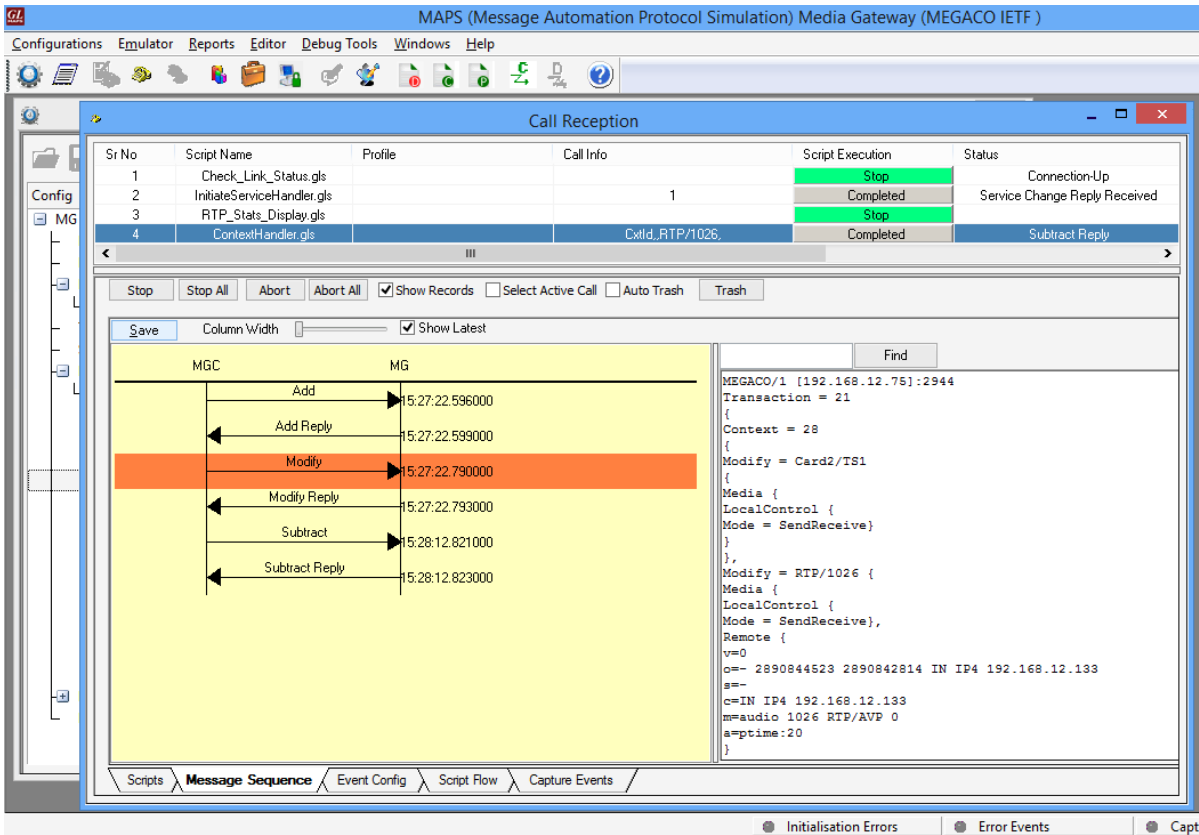 GL
MAPS
MAPS (Message Automation Protocol Simulation) Media Gateway (MEGACO IETF )
Configurations Emulator Reports Editor Debug Tools Windows Help
Call Reception
Config
MG
Sr No Script Name Profile Call Info Script Execution Status
1 Check_Link_Status.gls Stop Connection-Up
2 InitiateServiceHandler.gls 1 Completed Service Change Reply Received
3 RTP_Stats_Display.gls Stop
4 ContextHandler.gls CxtId,,RTP/1026, Completed Subtract Reply
Stop Stop All Abort Abort All Show Records Select Active Call Auto Trash Trash
Save Column Width Show Latest
Find
MGC MG
Add
15:27:22.596000
Add Reply
15:27:22.599000
Modify
15:27:22.790000
Modify Reply
15:27:22.793000
Subtract
15:28:12.821000
Subtract Reply
15:28:12.823000
MEGACO/1 [192.168.12.75]:2944
Transaction = 21
{
Context = 28
{
Modify = Card2/TS1
{
Media {
LocalControl {
Mode = SendReceive}
}
},
Modify = RTP/1026 {
Media {
LocalControl {
Mode = SendReceive},
Remote {
v=0
o=- 2890844523 2890842814 IN IP4 192.168.12.133
s=-
c=IN IP4 192.168.12.133
m=audio 1026 RTP/AVP 0
a=ptime:20
}
Scripts Message Sequence Event Config Script Flow Capture Events
Initialisation Errors Error Events Capt